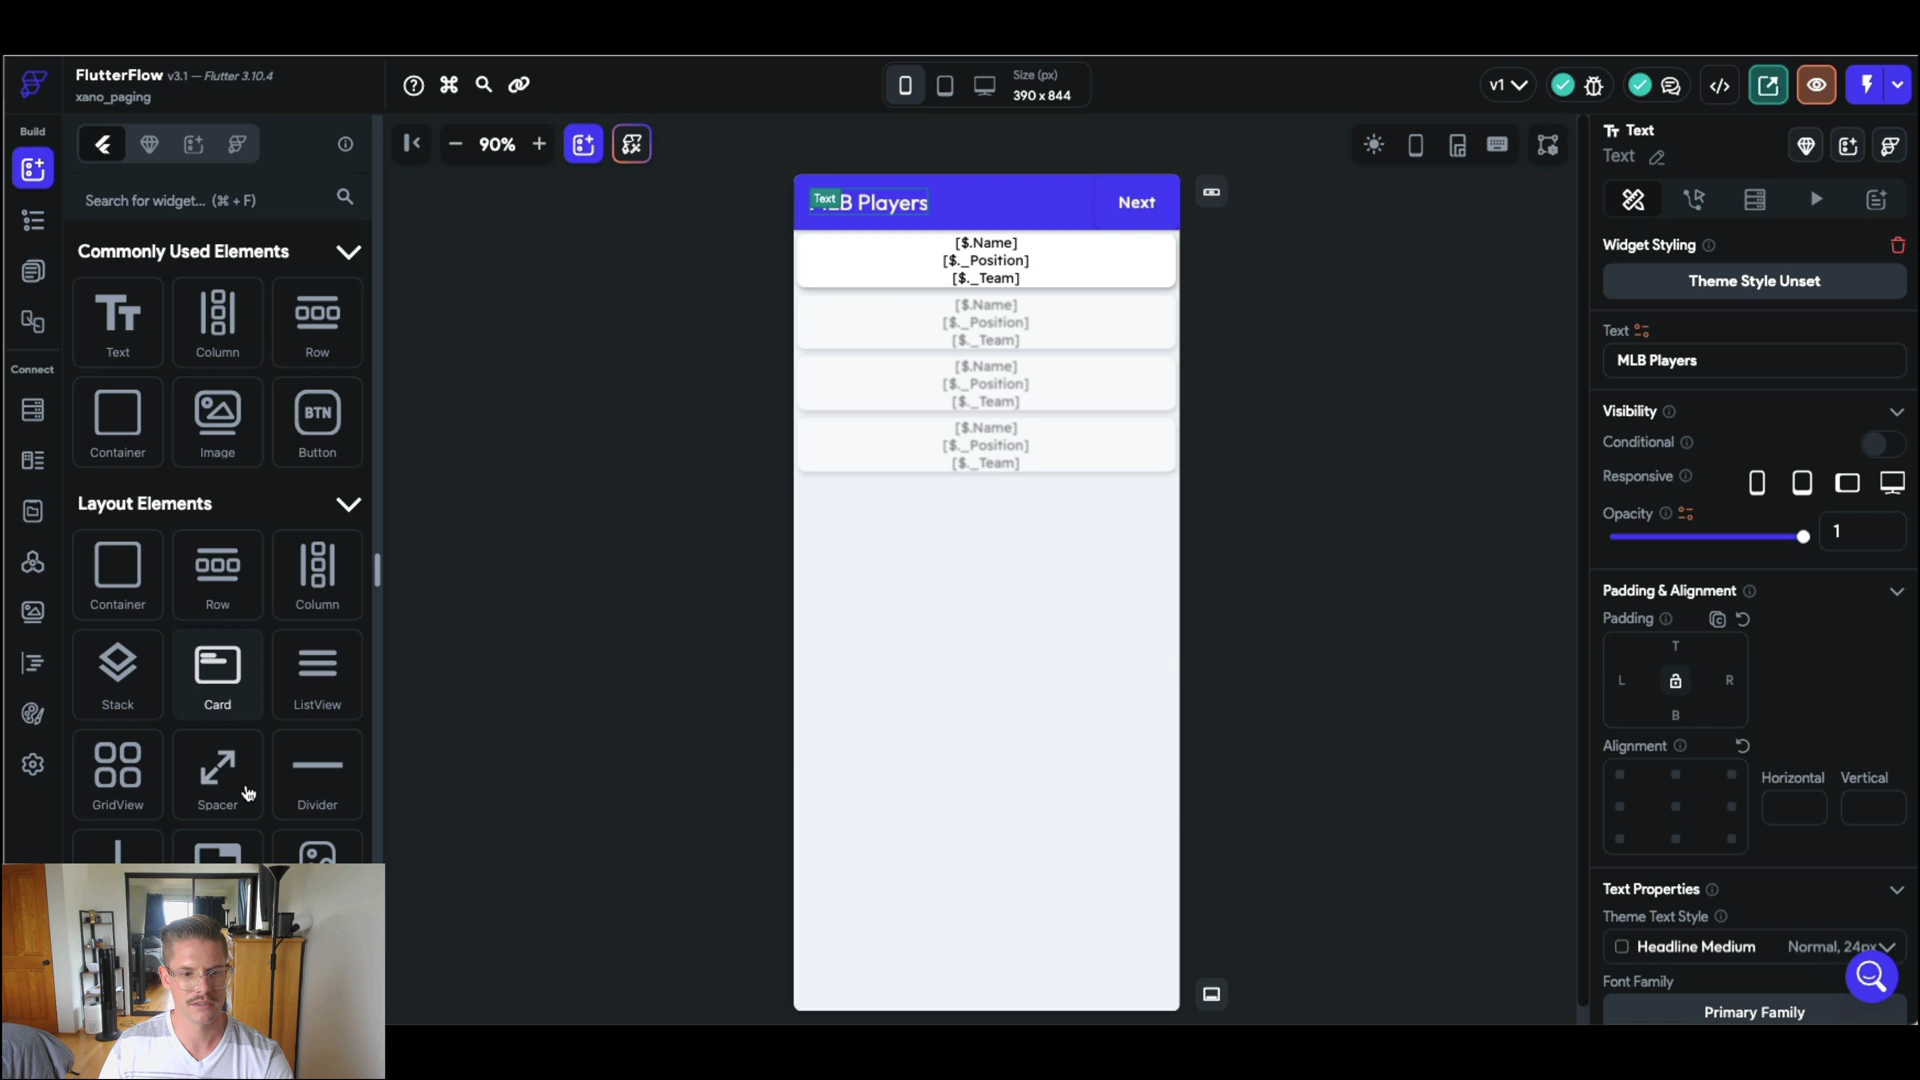 FlutterFlow v3.1 — Flutter 3.10.4
xano_paging
Size (px)
390 x 844
v1
Build
90%
Search for widget... (⌘ + F)
Commonly Used Elements
Text
Column
Row
Container
Image
BTN
Button
Connect
Layout Elements
Container
Row
Column
Stack
Card
ListView
GridView
Spacer
Divider
Text
MLB Players
Next
[$.Name]
[$._Position]
[$._Team]
[$.Name]
[$._Position]
[$._Team]
[$.Name]
[$._Position]
[$._Team]
[$.Name]
[$._Position]
[$._Team]
Tt Text
Text
Widget Styling
Theme Style Unset
Text
MLB Players
Visibility
Conditional
Responsive
Opacity
1
Padding & Alignment
Padding
T
L
R
B
Alignment
Horizontal
Vertical
Text Properties
Theme Text Style
Headline Medium
Normal, 24px
Font Family
Primary Family